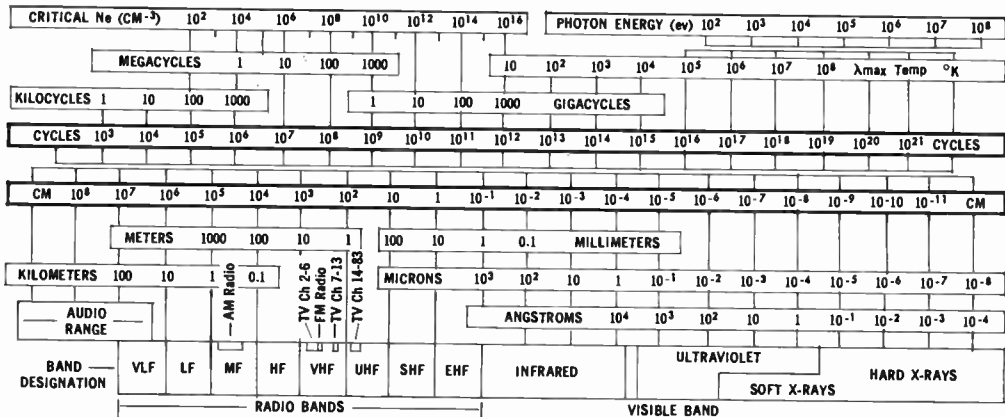 CRITICAL Ne (CM-3) 10² 10⁴ 10⁶ 10⁸ 10¹⁰ 10¹² 10¹⁴ 10¹⁶
PHOTON ENERGY (ev) 10² 10³ 10⁴ 10⁵ 10⁶ 10⁷ 10⁸
MEGACYCLES 1 10 100 1000
10 10² 10³ 10⁴ 10⁵ 10⁶ 10⁷ 10⁸ λmax Temp °K
KILOCYCLES 1 10 100 1000
1 10 100 1000 GIGACYCLES
CYCLES 10³ 10⁴ 10⁵ 10⁶ 10⁷ 10⁸ 10⁹ 10¹⁰ 10¹¹ 10¹² 10¹³ 10¹⁴ 10¹⁵ 10¹⁶ 10¹⁷ 10¹⁸ 10¹⁹ 10²⁰ 10²¹ CYCLES
CM 10⁸ 10⁷ 10⁶ 10⁵ 10⁴ 10³ 10² 10 1 10⁻¹ 10⁻² 10⁻³ 10⁻⁴ 10⁻⁵ 10⁻⁶ 10⁻⁷ 10⁻⁸ 10⁻⁹ 10⁻¹⁰ 10⁻¹¹ CM
METERS 1000 100 10 1
100 10 1 0.1 MILLIMETERS
KILOMETERS 100 10 1 0.1
MICRONS 10³ 10² 10 1 10⁻¹ 10⁻² 10⁻³ 10⁻⁴ 10⁻⁵ 10⁻⁶ 10⁻⁷ 10⁻⁸
AM Radio
TV Ch 2-6
FM Radio
TV Ch 7-13
TV Ch 14-83
AUDIO
RANGE
ANGSTROMS 10⁴ 10³ 10² 10 1 10⁻¹ 10⁻² 10⁻³ 10⁻⁴
BAND
DESIGNATION
VLF LF MF HF VHF UHF SHF EHF INFRARED
ULTRAVIOLET
SOFT X-RAYS
HARD X-RAYS
RADIO BANDS
VISIBLE BAND